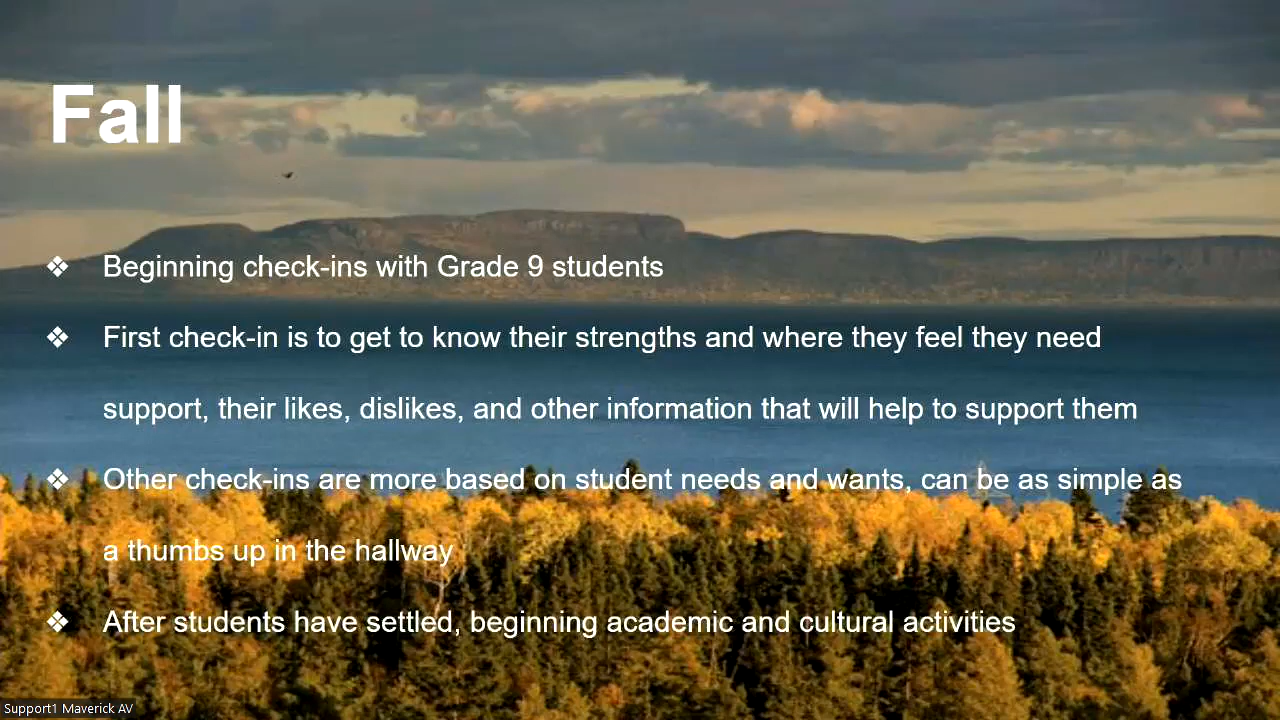 Fall
❖ Beginning check-ins with Grade 9 students
❖ First check-in is to get to know their strengths and where they feel they need
support, their likes, dislikes, and other information that will help to support them
❖ Other check-ins are more based on student needs and wants, can be as simple as
a thumbs up in the hallway
❖ After students have settled, beginning academic and cultural activities
Support1 Maverick AV